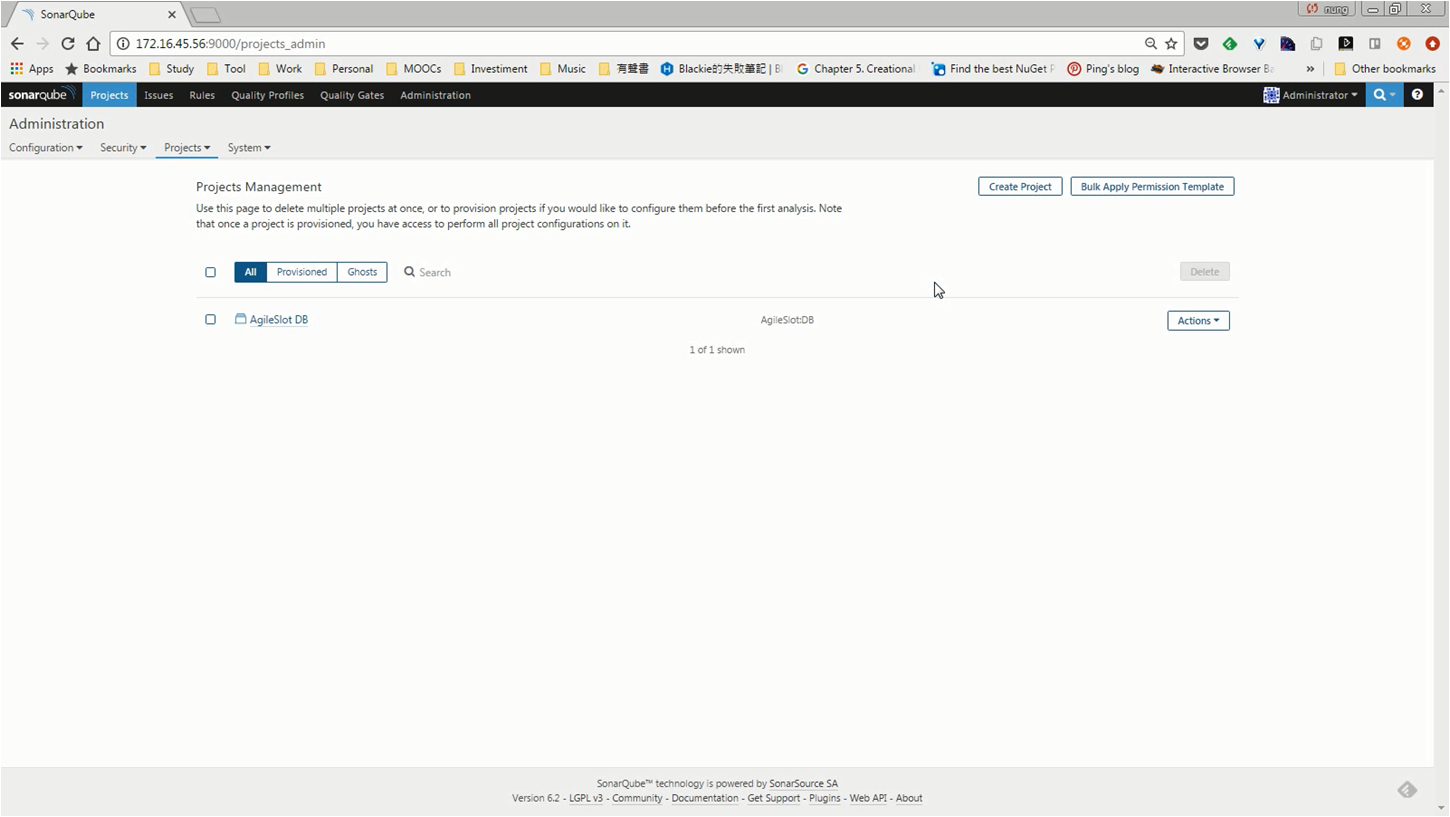 SonarQube
nung
172.16.45.56:9000/projects_admin
Apps Bookmarks Study Tool Work Personal MOOCs Investiment Music 有聲書 Blackie的失敗筆記 | Bl Chapter 5. Creational Find the best NuGet P Ping's blog Interactive Browser Ba » Other bookmarks
sonarqube Projects Issues Rules Quality Profiles Quality Gates Administration Administrator
Administration
Configuration Security Projects System
Projects Management Create Project Bulk Apply Permission Template
Use this page to delete multiple projects at once, or to provision projects if you would like to configure them before the first analysis. Note
that once a project is provisioned, you have access to perform all project configurations on it.
All Provisioned Ghosts Search Delete
AgileSlot DB AgileSlot:DB Actions
1 of 1 shown
SonarQube™ technology is powered by SonarSource SA
Version 6.2 - LGPL v3 - Community - Documentation - Get Support - Plugins - Web API - About